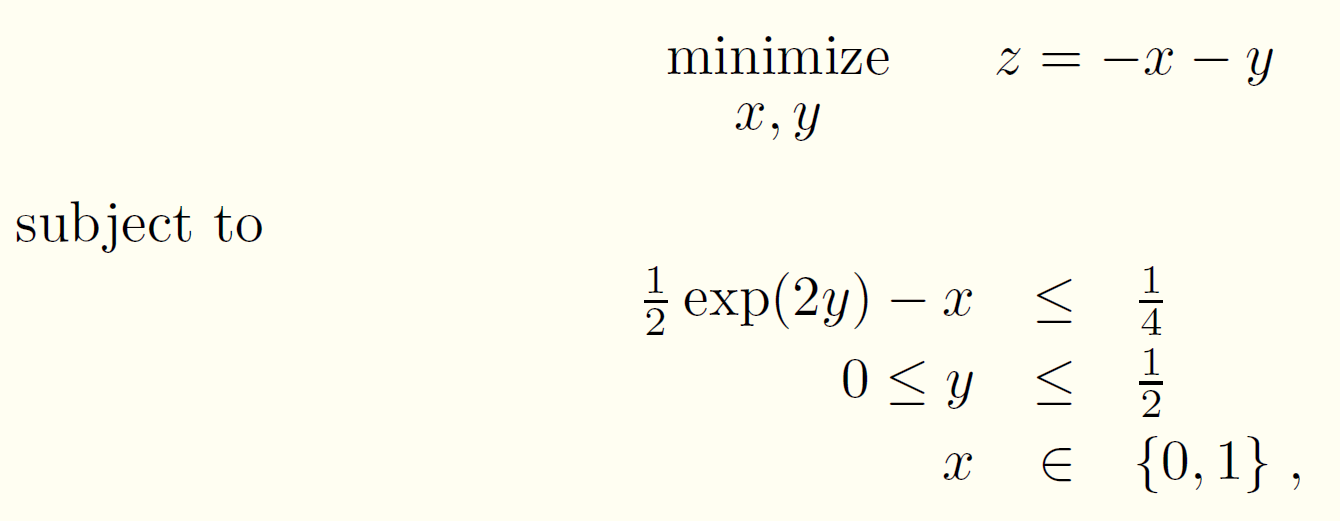 minimize z = −x − y
x, y
subject to
1/2 exp(2y) − x ≤ 1/4
0 ≤ y ≤ 1/2
x ∈ {0, 1} ,